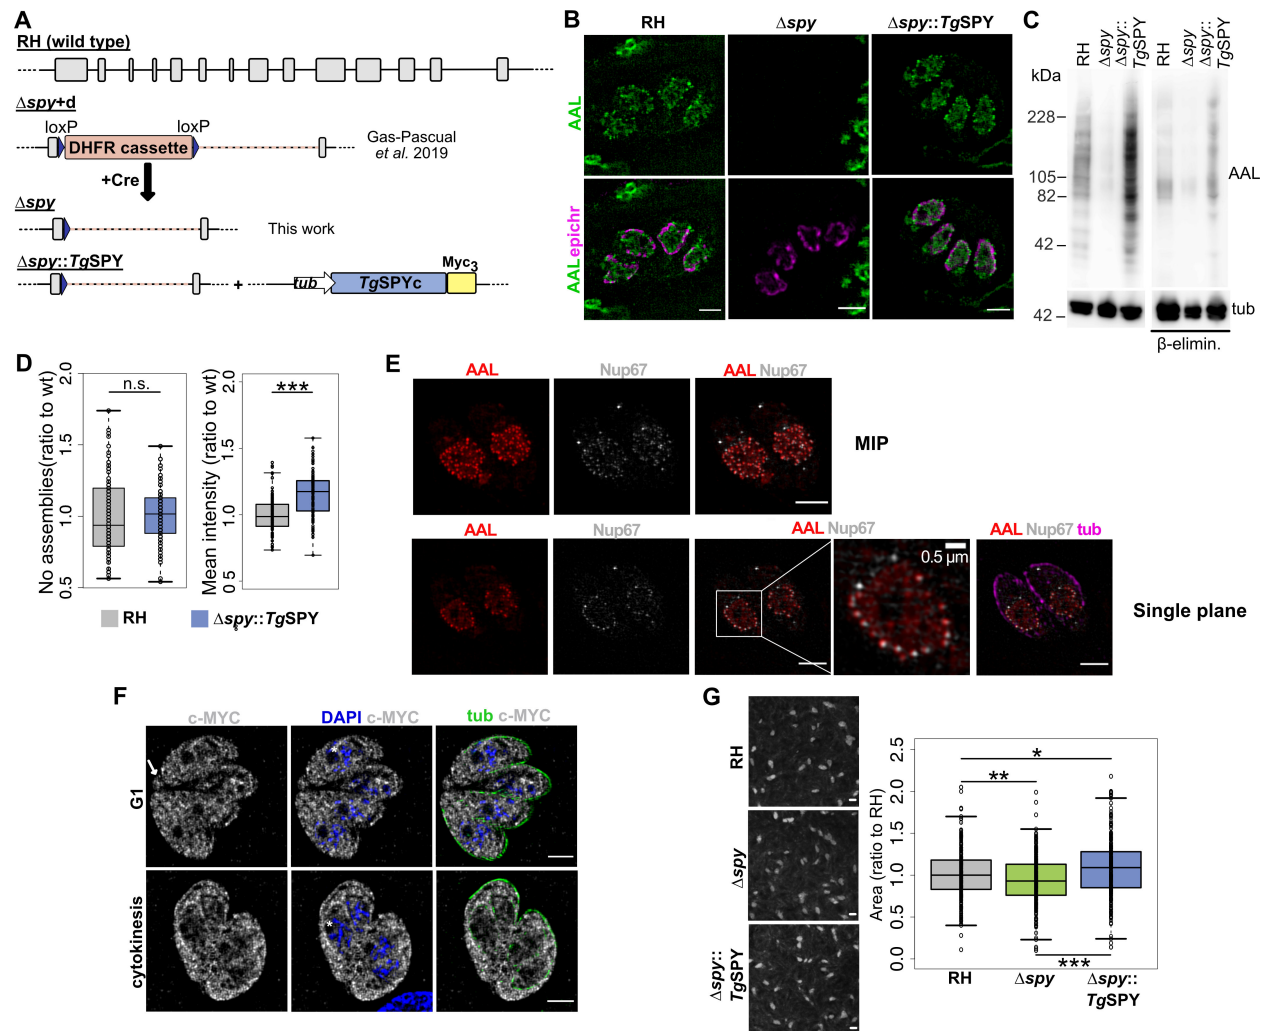 A
RH (wild type)
Δspy+d
loxP
loxP
DHFR cassette
Gas-Pascual
et al. 2019
+Cre
Δspy
This work
Δspy::TgSPY
+
tub
TgSPYc
Myc3
B
RH
Δspy
Δspy::TgSPY
AAL
AAL epichr
C
RH
Δspy
Δspy::
TgSPY
RH
Δspy
Δspy::
TgSPY
kDa
228
105
82
42
42
AAL
tub
β-elimin.
D
No assemblies(ratio to wt)
2.0
1.5
1.0
0.5
n.s.
Mean intensity (ratio to wt)
2.0
1.5
1.0
0.5
***
RH
Δspy::TgSPY
E
AAL
Nup67
AAL Nup67
MIP
AAL
Nup67
AAL Nup67
0.5 µm
AAL Nup67 tub
Single plane
F
c-MYC
DAPI c-MYC
tub c-MYC
G1
*
cytokinesis
*
G
RH
Δspy
Δspy::
TgSPY
Area (ratio to RH)
2.5
2.0
1.5
1.0
0.5
0.0
*
**
***
RH
Δspy
Δspy::
TgSPY